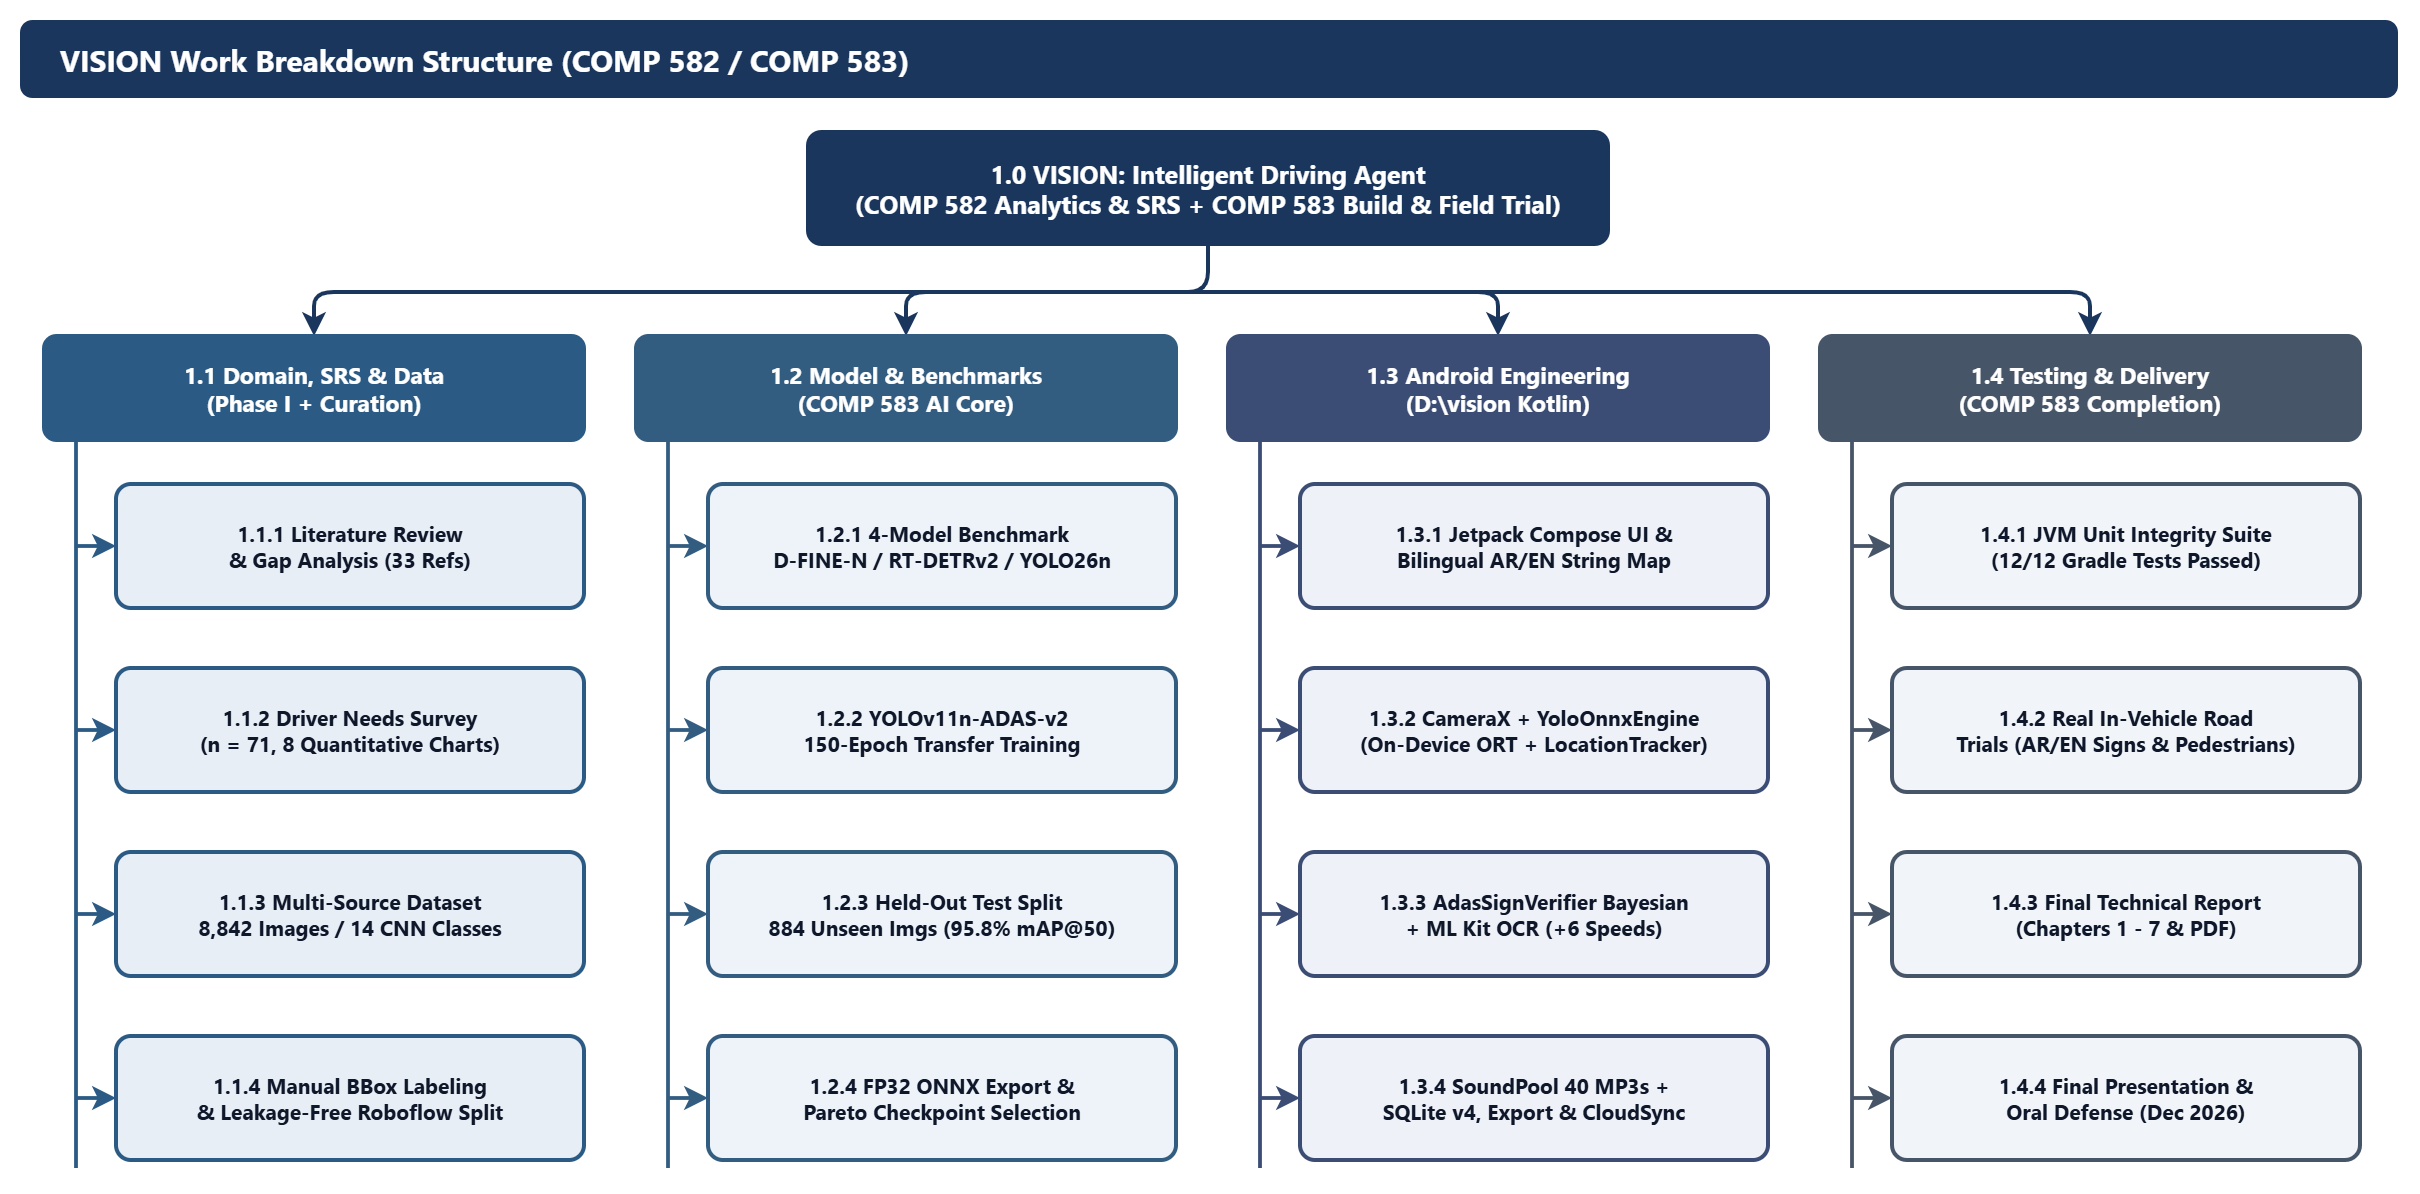 VISION Work Breakdown Structure (COMP 582 / COMP 583)
1.0 VISION: Intelligent Driving Agent
(COMP 582 Analytics & SRS + COMP 583 Build & Field Trial)
1.1 Domain, SRS & Data
(Phase I + Curation)
1.1.1 Literature Review
& Gap Analysis (33 Refs)
1.1.2 Driver Needs Survey
(n = 71, 8 Quantitative Charts)
1.1.3 Multi-Source Dataset
8,842 Images / 14 CNN Classes
1.1.4 Manual BBox Labeling
& Leakage-Free Roboflow Split
1.2 Model & Benchmarks
(COMP 583 AI Core)
1.2.1 4-Model Benchmark
D-FINE-N / RT-DETRv2 / YOLO26n
1.2.2 YOLOv11n-ADAS-v2
150-Epoch Transfer Training
1.2.3 Held-Out Test Split
884 Unseen Imgs (95.8% mAP@50)
1.2.4 FP32 ONNX Export &
Pareto Checkpoint Selection
1.3 Android Engineering
(D:\vision Kotlin)
1.3.1 Jetpack Compose UI &
Bilingual AR/EN String Map
1.3.2 CameraX + YoloOnnxEngine
(On-Device ORT + LocationTracker)
1.3.3 AdasSignVerifier Bayesian
+ ML Kit OCR (+6 Speeds)
1.3.4 SoundPool 40 MP3s +
SQLite v4, Export & CloudSync
1.4 Testing & Delivery
(COMP 583 Completion)
1.4.1 JVM Unit Integrity Suite
(12/12 Gradle Tests Passed)
1.4.2 Real In-Vehicle Road
Trials (AR/EN Signs & Pedestrians)
1.4.3 Final Technical Report
(Chapters 1 - 7 & PDF)
1.4.4 Final Presentation &
Oral Defense (Dec 2026)